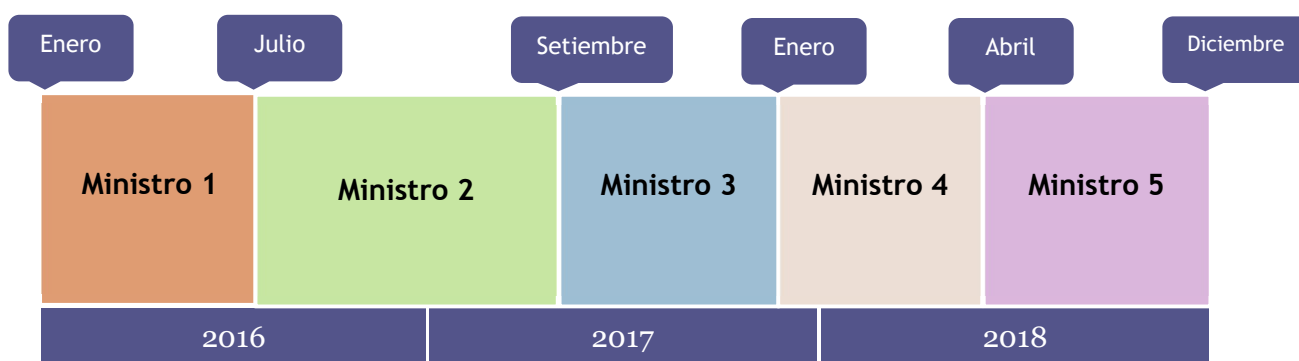 Enero
Julio
Setiembre
Enero
Abril
Diciembre
Ministro 1
Ministro 2
Ministro 3
Ministro 4
Ministro 5
2016
2017
2018